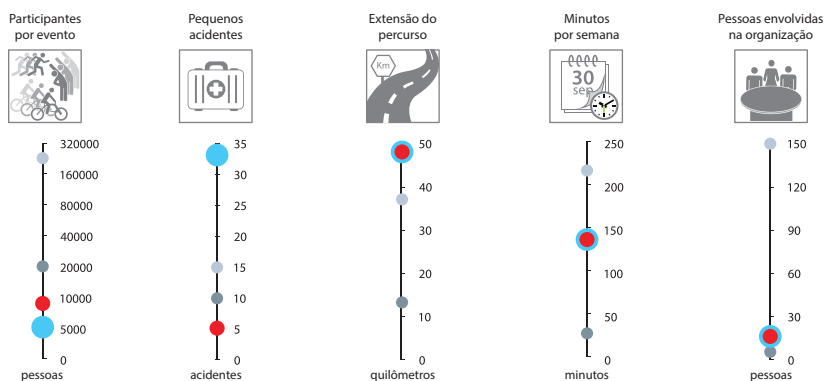 Participantes
por evento
320000
160000
80000
40000
20000
10000
5000
0
pessoas
Pequenos
acidentes
35
30
25
20
15
10
5
0
acidentes
Extensão do
percurso
Km
50
40
30
20
10
0
quilômetros
Minutos
por semana
30
sep
250
200
150
100
50
0
minutos
Pessoas envolvidas
na organização
150
120
90
60
30
0
pessoas